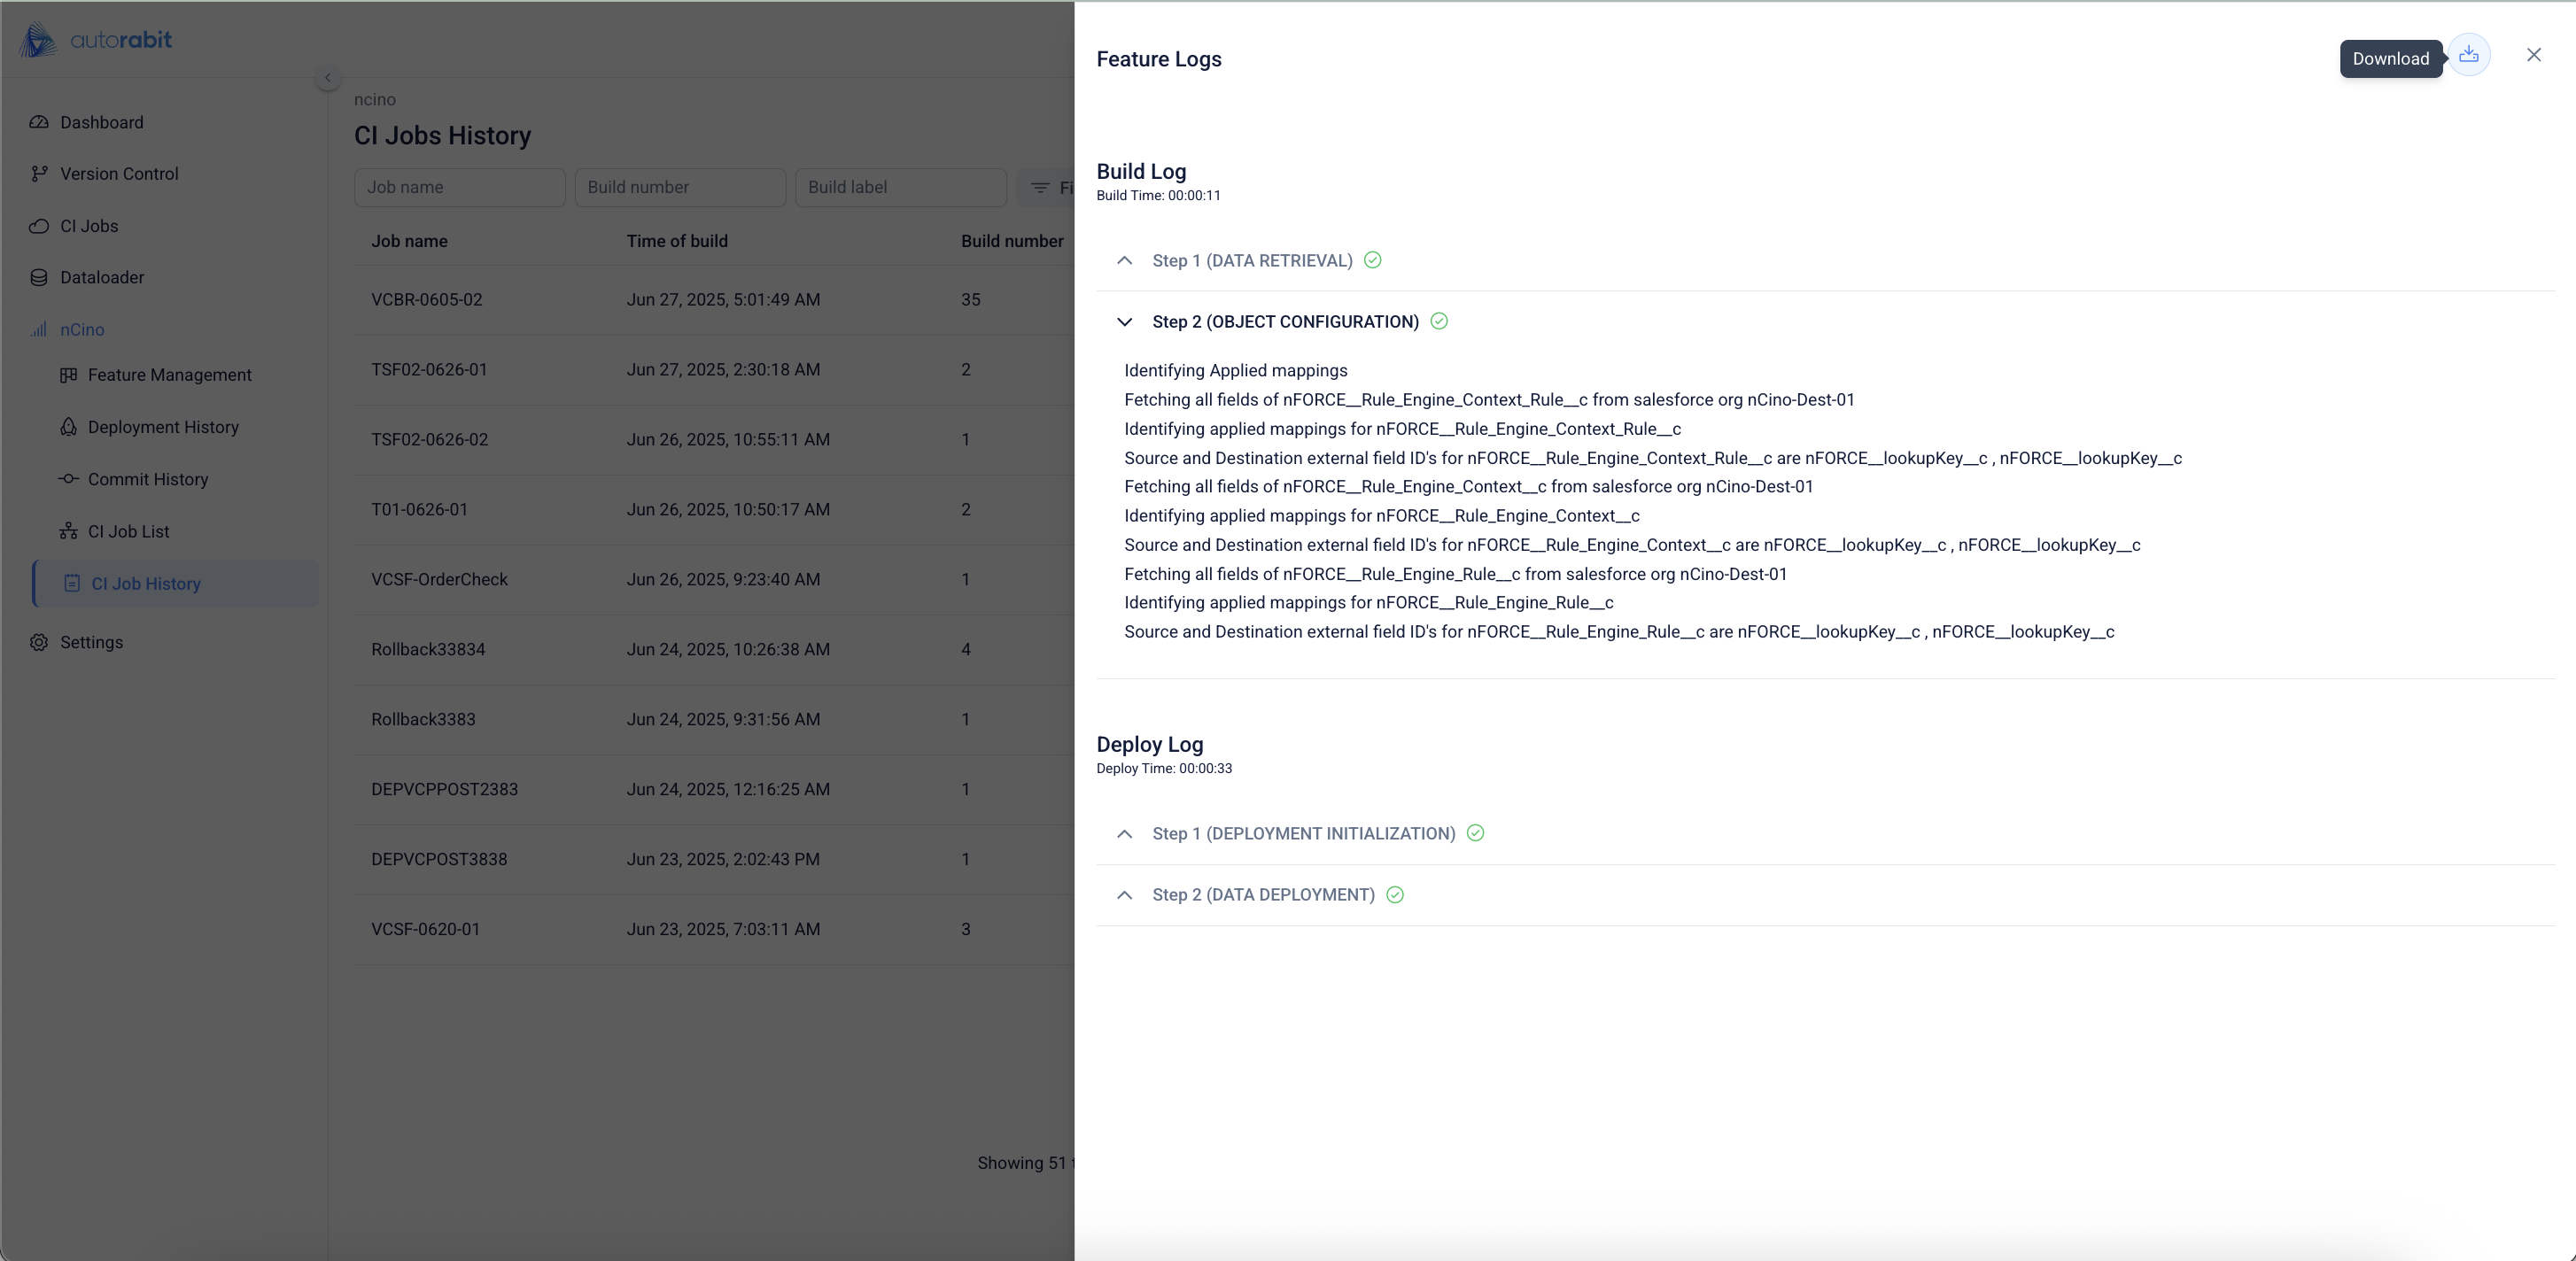 autorabit
Dashboard
Version Control
CI Jobs
Dataloader
nCino
Feature Management
Deployment History
Commit History
CI Job List
CI Job History
Settings
ncino
CI Jobs History
Job name Build number Build label Fi
Job name Time of build Build number
VCBR-0605-02 Jun 27, 2025, 5:01:49 AM 35
TSF02-0626-01 Jun 27, 2025, 2:30:18 AM 2
TSF02-0626-02 Jun 26, 2025, 10:55:11 AM 1
T01-0626-01 Jun 26, 2025, 10:50:17 AM 2
VCSF-OrderCheck Jun 26, 2025, 9:23:40 AM 1
Rollback33834 Jun 24, 2025, 10:26:38 AM 4
Rollback3383 Jun 24, 2025, 9:31:56 AM 1
DEPVCPPOST2383 Jun 24, 2025, 12:16:25 AM 1
DEPVCPOST3838 Jun 23, 2025, 2:02:43 PM 1
VCSF-0620-01 Jun 23, 2025, 7:03:11 AM 3
Showing 51 t
Feature Logs
Download
Build Log
Build Time: 00:00:11
Step 1 (DATA RETRIEVAL)
Step 2 (OBJECT CONFIGURATION)
Identifying Applied mappings
Fetching all fields of nFORCE__Rule_Engine_Context_Rule__c from salesforce org nCino-Dest-01
Identifying applied mappings for nFORCE__Rule_Engine_Context_Rule__c
Source and Destination external field ID's for nFORCE__Rule_Engine_Context_Rule__c are nFORCE__lookupKey__c , nFORCE__lookupKey__c
Fetching all fields of nFORCE__Rule_Engine_Context__c from salesforce org nCino-Dest-01
Identifying applied mappings for nFORCE__Rule_Engine_Context__c
Source and Destination external field ID's for nFORCE__Rule_Engine_Context__c are nFORCE__lookupKey__c , nFORCE__lookupKey__c
Fetching all fields of nFORCE__Rule_Engine_Rule__c from salesforce org nCino-Dest-01
Identifying applied mappings for nFORCE__Rule_Engine_Rule__c
Source and Destination external field ID's for nFORCE__Rule_Engine_Rule__c are nFORCE__lookupKey__c , nFORCE__lookupKey__c
Deploy Log
Deploy Time: 00:00:33
Step 1 (DEPLOYMENT INITIALIZATION)
Step 2 (DATA DEPLOYMENT)